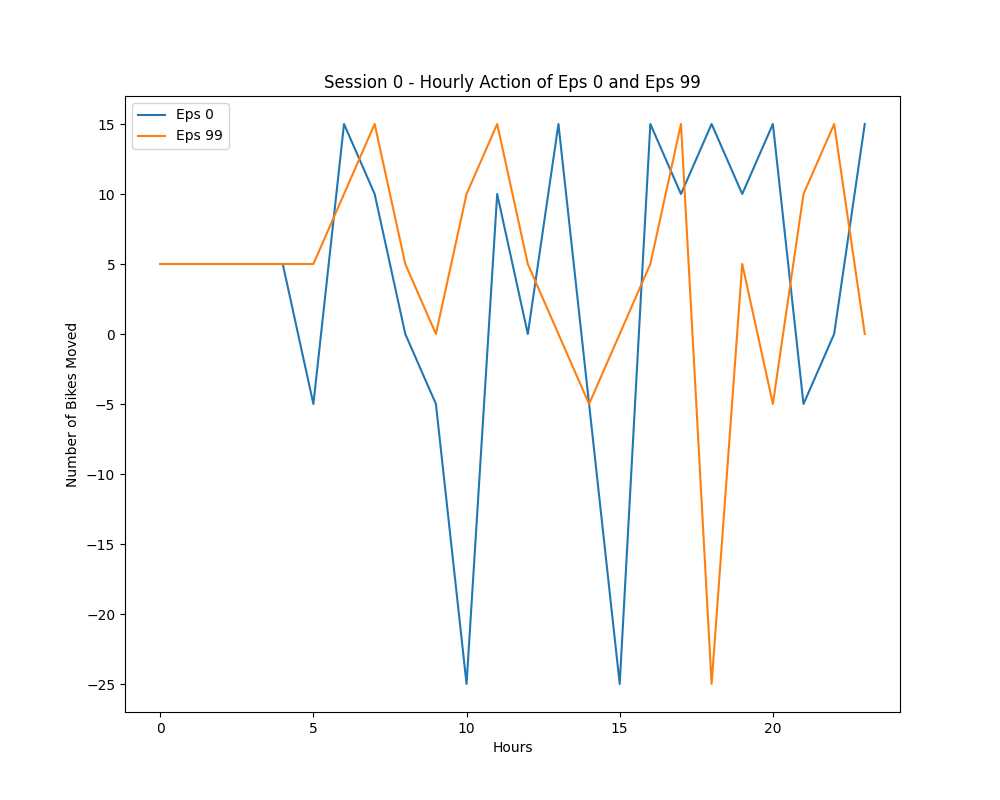 Session 0 - Hourly Action of Eps 0 and Eps 99
Eps 0
Eps 99
Number of Bikes Moved
15
10
5
0
−5
−10
−15
−20
−25
0 5 10 15 20
Hours